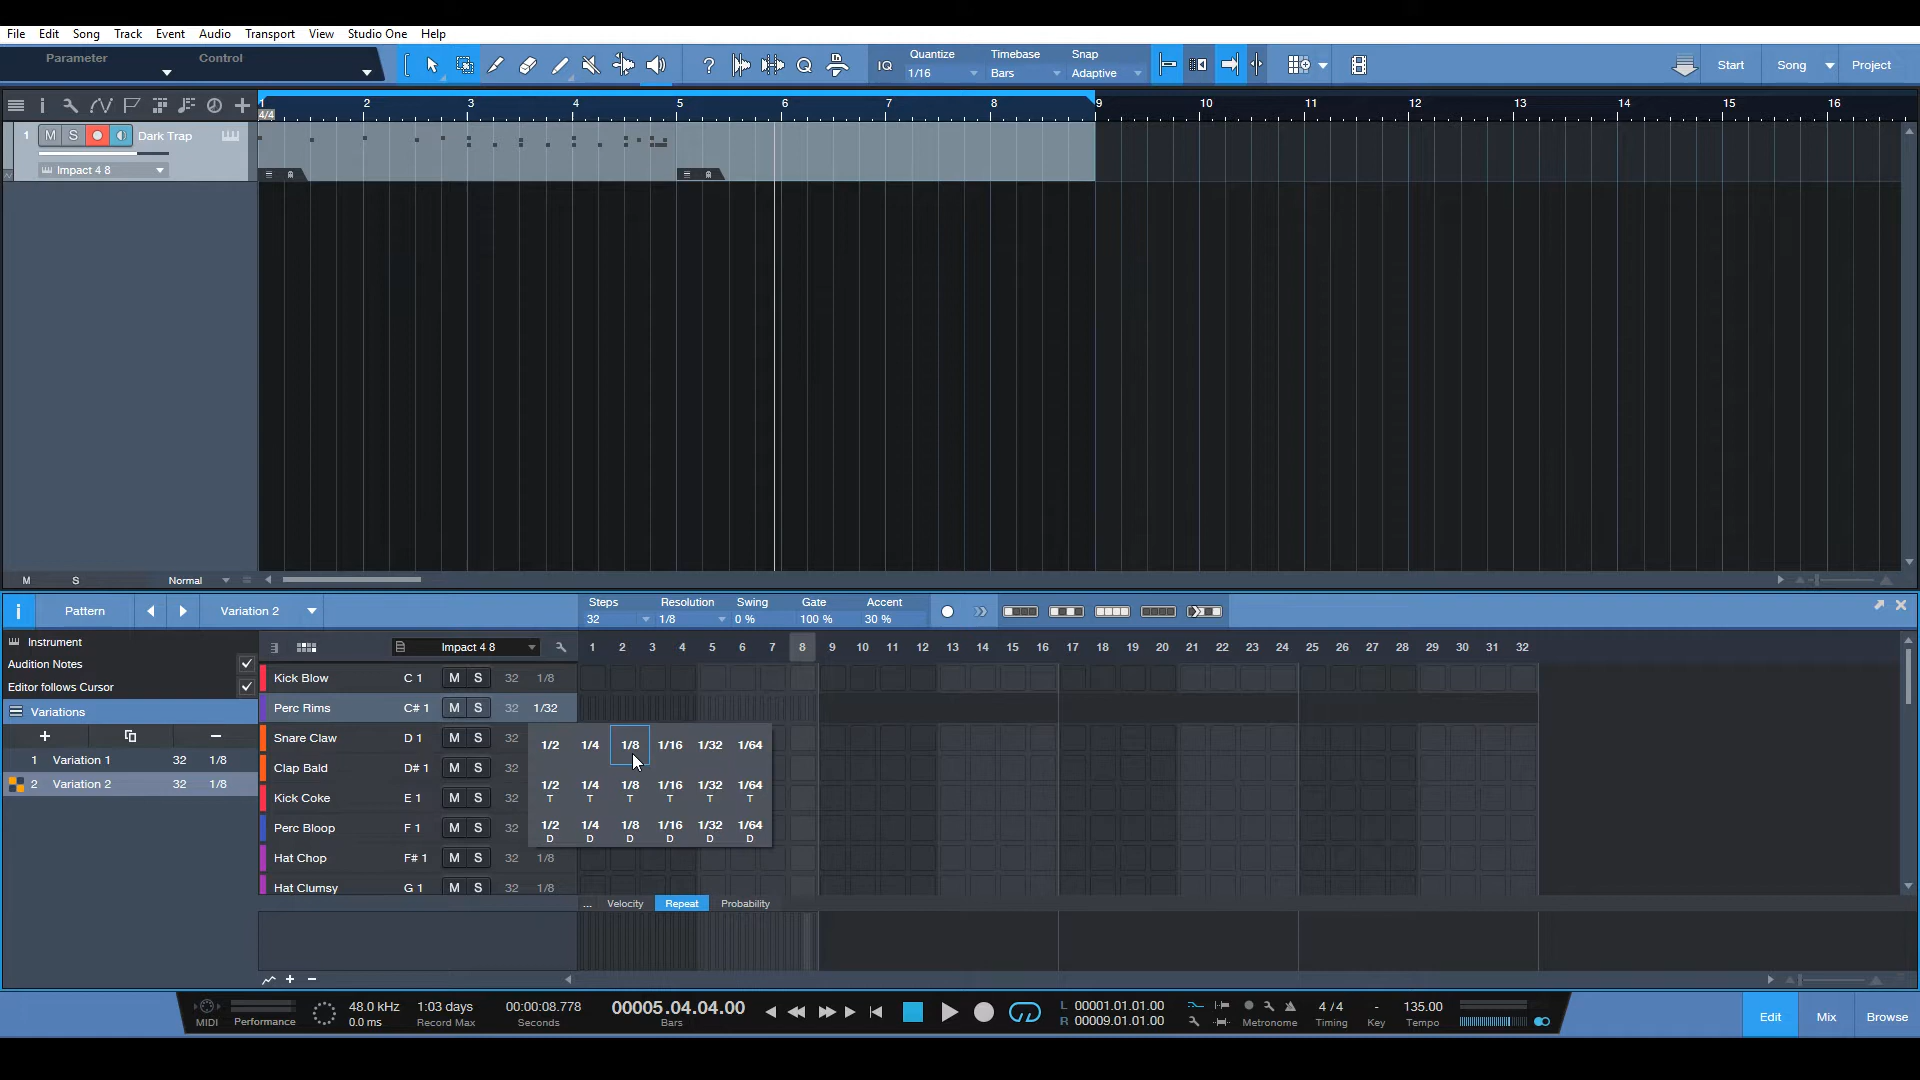 File Edit Song Track Event Audio Transport View Studio One Help
Parameter Control
IQ Quantize 1/16 Timebase Bars Snap Adaptive Start Song Project
1 2 3 4 5 6 7 8 9 10 11 12 13 14 15 16
4/4
1 M S Dark Trap
Impact 4 8
M S Normal
Pattern Variation 2
Steps Resolution Swing Gate Accent
32 1/8 0 % 100 % 30 %
Instrument
Audition Notes
Editor follows Cursor
Variations
1 Variation 1 32 1/8
2 Variation 2 32 1/8
Impact 4 8
1 2 3 4 5 6 7 8 9 10 11 12 13 14 15 16 17 18 19 20 21 22 23 24 25 26 27 28 29 30 31 32
Kick Blow C 1 M S 32 1/8
Perc Rims C# 1 M S 32 1/32
Snare Claw D 1 M S 32
Clap Bald D# 1 M S 32
Kick Coke E 1 M S 32
Perc Bloop F 1 M S 32
Hat Chop F# 1 M S 32 1/8
Hat Clumsy G 1 M S 32 1/8
1/2 1/4 1/8 1/16 1/32 1/64
1/2 1/4 1/8 1/16 1/32 1/64
T T T T T T
1/2 1/4 1/8 1/16 1/32 1/64
D D D D D D
... Velocity Repeat Probability
MIDI Performance
48.0 kHz 1:03 days 00:00:08.778 00005.04.04.00
0.0 ms Record Max Seconds Bars
L 00001.01.01.00
R 00009.01.01.00
Metronome 4 / 4 - 135.00
Timing Key Tempo
Edit Mix Browse